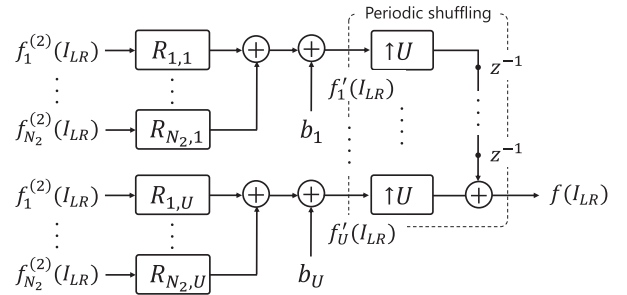 Periodic shuffling
f_1^{(2)}(I_{LR}) R_{1,1} + + ↑U z^{-1}
f_1'(I_{LR})
f_{N_2}^{(2)}(I_{LR}) R_{N_2,1} b_1
z^{-1}
f_1^{(2)}(I_{LR}) R_{1,U} + + ↑U + f(I_{LR})
f_U'(I_{LR})
f_{N_2}^{(2)}(I_{LR}) R_{N_2,U} b_U